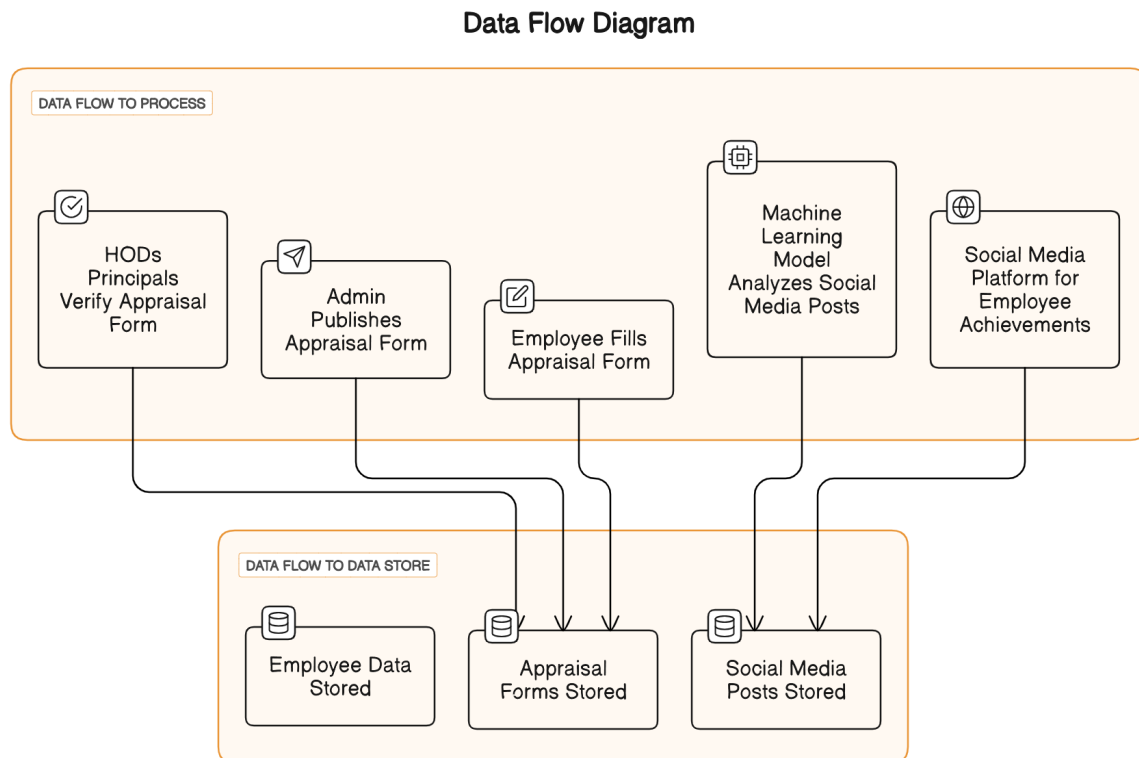 Data Flow Diagram
DATA FLOW TO PROCESS
HODs
Principals
Verify Appraisal
Form
Admin
Publishes
Appraisal Form
Employee Fills
Appraisal Form
Machine
Learning
Model
Analyzes Social
Media Posts
Social Media
Platform for
Employee
Achievements
DATA FLOW TO DATA STORE
Employee Data
Stored
Appraisal
Forms Stored
Social Media
Posts Stored